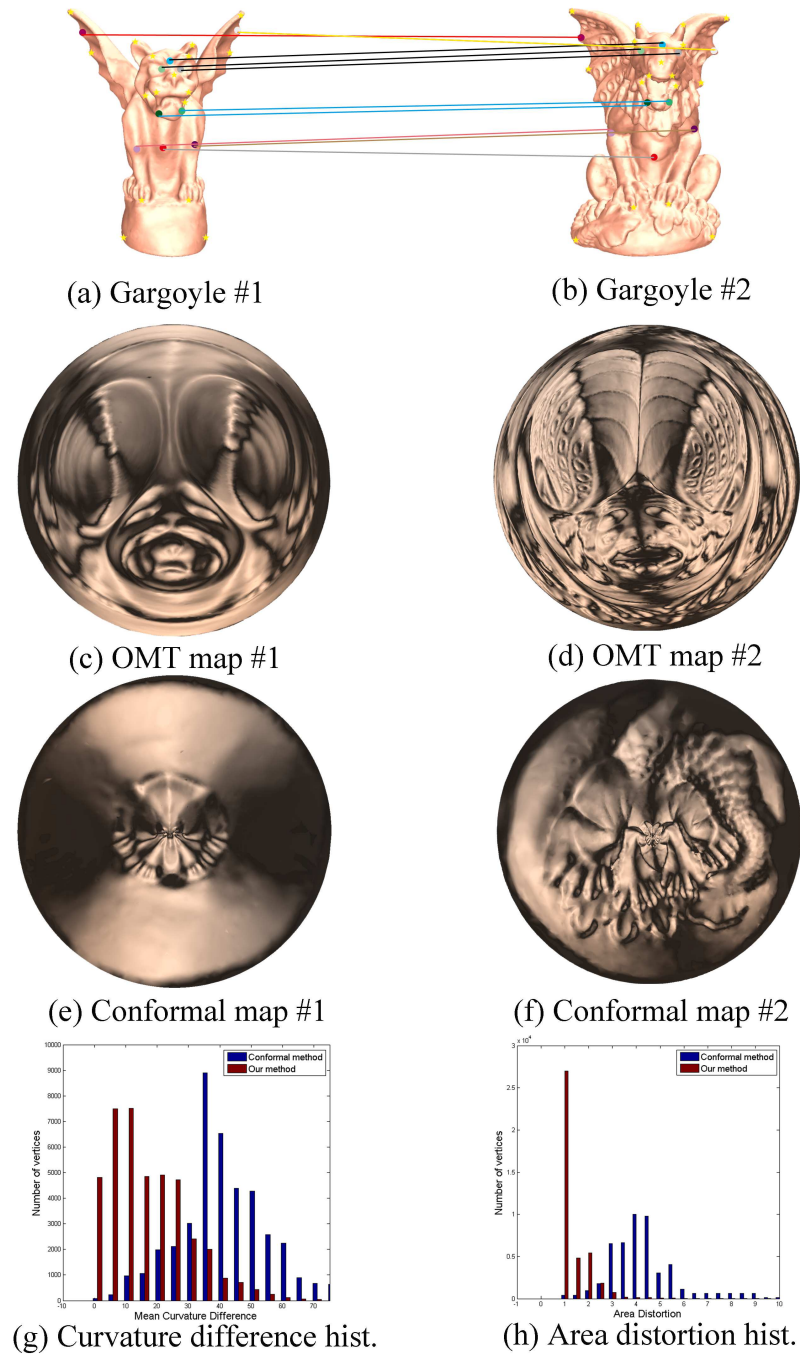 (a) Gargoyle #1
(b) Gargoyle #2
(c) OMT map #1
(d) OMT map #2
(e) Conformal map #1
(f) Conformal map #2
10000
9000
8000
7000
6000
5000
4000
3000
2000
1000
0
Number of vertices
Conformal method
Our method
-10 0 10 20 30 40 50 60 70
Mean Curvature Difference
(g) Curvature difference hist.
x 10^4
3
2.5
2
1.5
1
0.5
0
Number of vertices
Conformal method
Our method
-1 0 1 2 3 4 5 6 7 8 9 10
Area Distortion
(h) Area distortion hist.